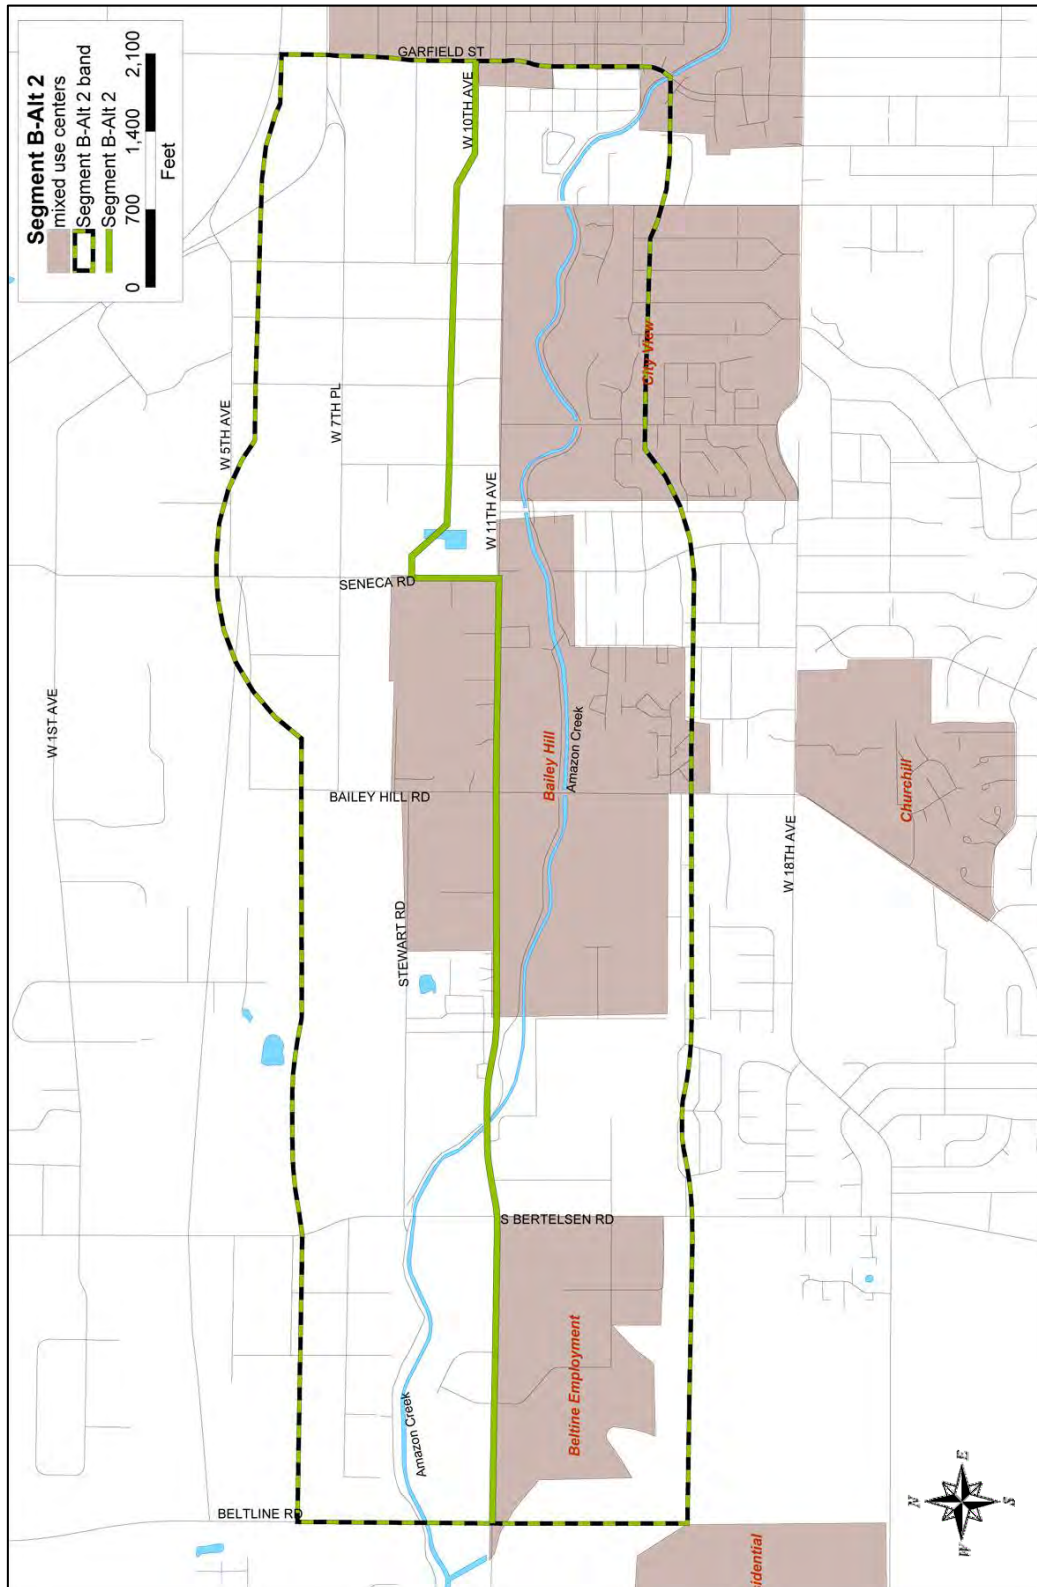 Segment B-Alt 2
mixed use centers
Segment B-Alt 2 band
Segment B-Alt 2
0 700 1,400 2,100
Feet
GARFIELD ST
W 10TH AVE
W 5TH AVE
W 7TH PL
W 11TH AVE
City View
SENECA RD
W 1ST AVE
BAILEY HILL RD
Bailey Hill
Amazon Creek
Churchill
W 18TH AVE
STEWART RD
S BERTELSEN RD
Beltine Employment
Amazon Creek
BELTLINE RD
idential
N
E
S
W